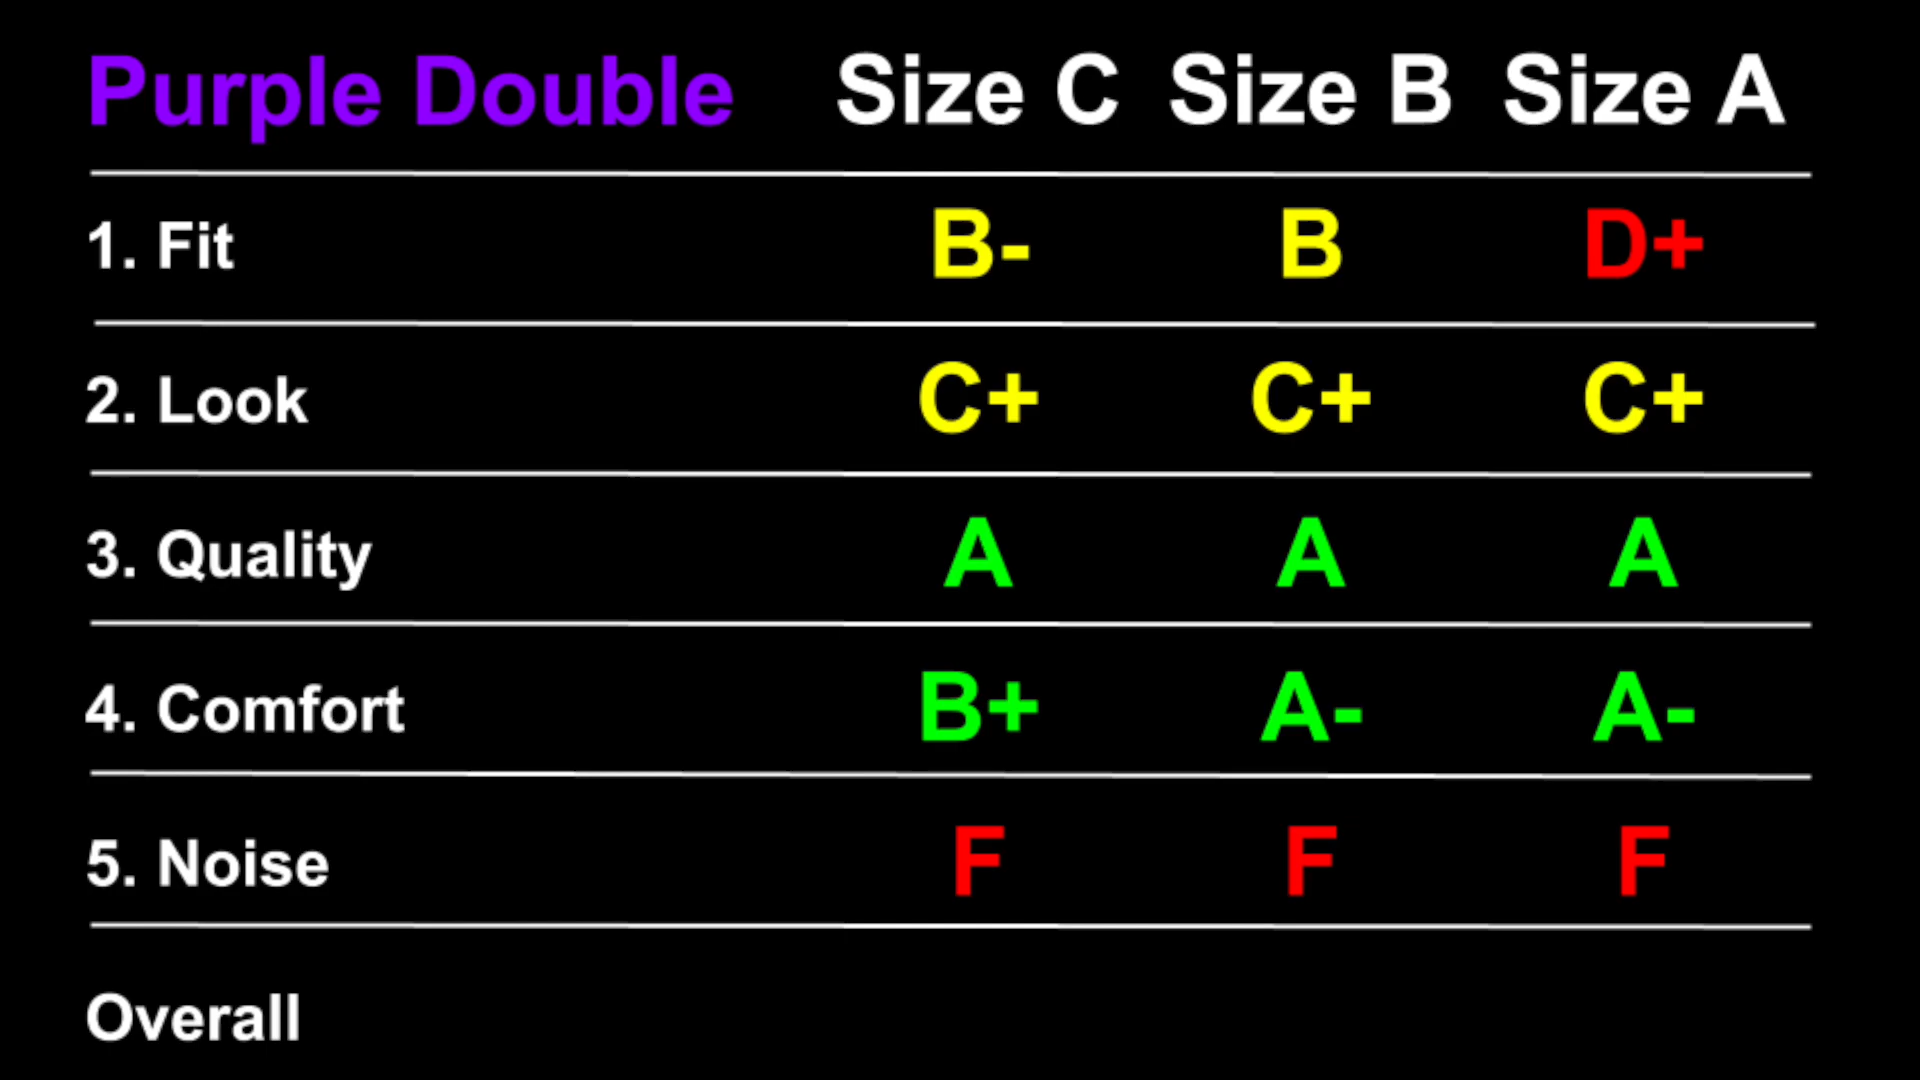 Purple Double Size C Size B Size A
1. Fit B- B D+
2. Look C+ C+ C+
3. Quality A A A
4. Comfort B+ A- A-
5. Noise F F F
Overall